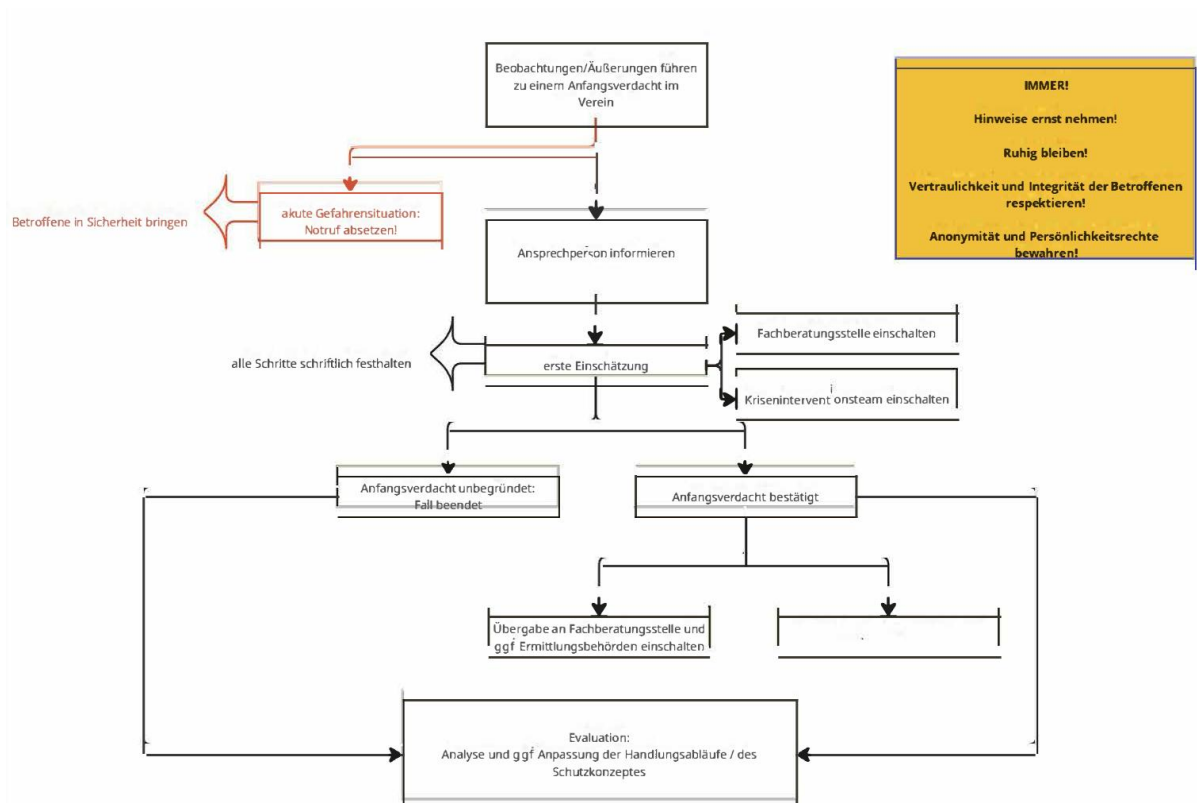 Beobachtungen/Äußerungen führen
zu einem Anfangsverdacht im
Verein
IMMER!
Hinweise ernst nehmen!
Ruhig bleiben!
Vertraulichkeit und Integrität der Betroffenen
respektieren!
Anonymität und Persönlichkeitsrechte
bewahren!
Betroffene in Sicherheit bringen
akute Gefahrensituation:
Notruf absetzen!
Ansprechperson informieren
alle Schritte schriftlich festhalten
erste Einschätzung
Fachberatungsstelle einschalten
Kriseninterventionsteam einschalten
Anfangsverdacht unbegründet:
Fall beendet
Anfangsverdacht bestätigt
Übergabe an Fachberatungsstelle und
ggf Ermittlungsbehörden einschalten
Evaluation:
Analyse und ggf Anpassung der Handlungsabläufe / des
Schutzkonzeptes